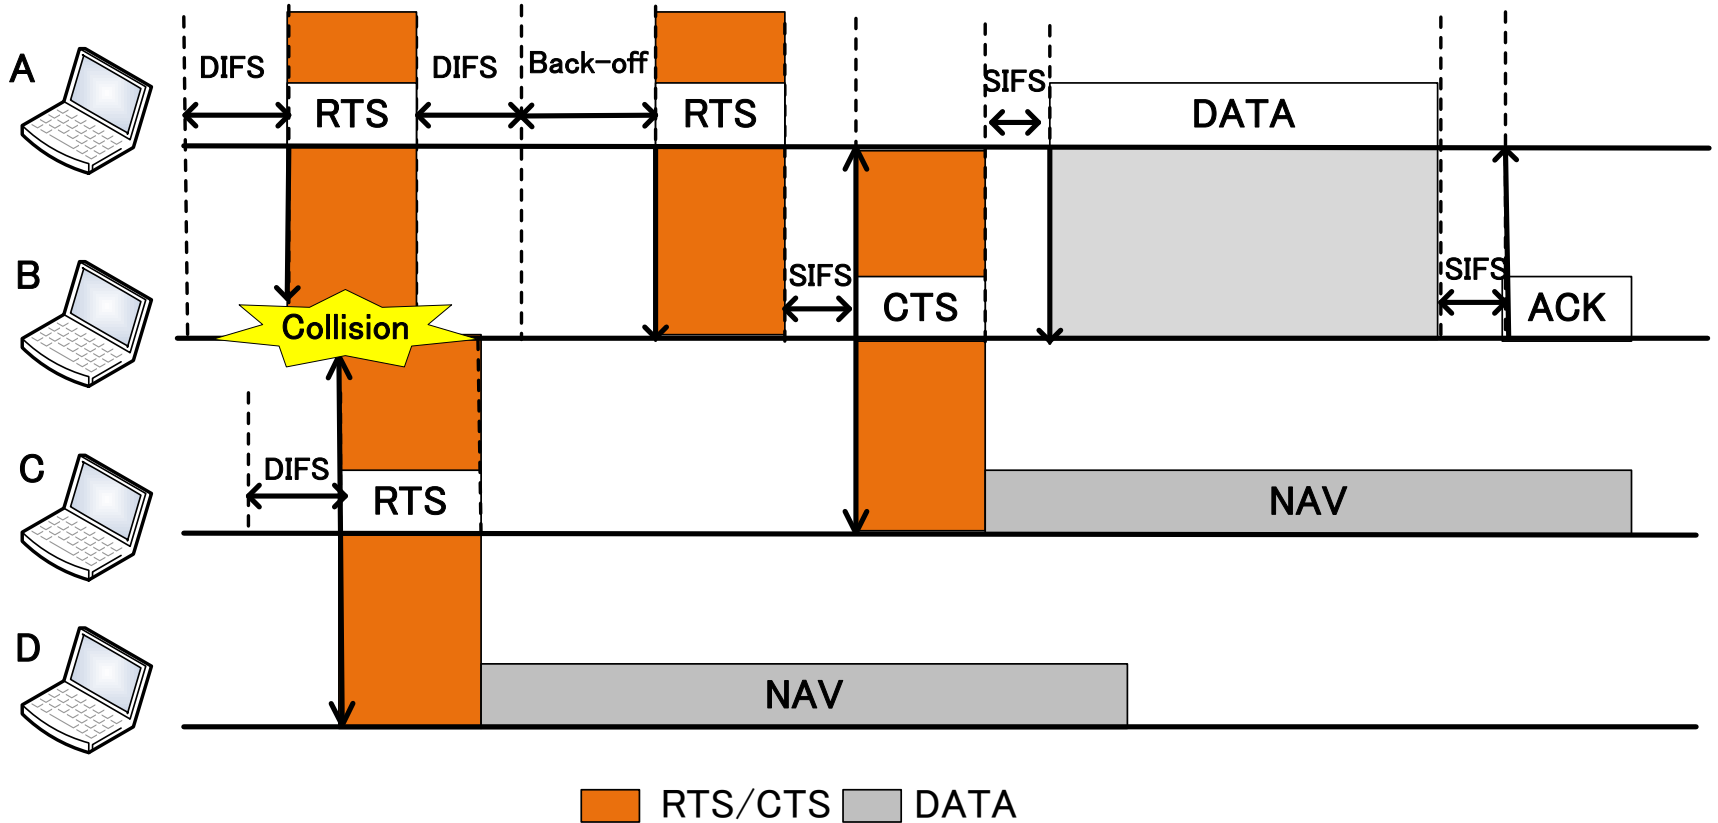 A
DIFS
RTS
DIFS
Back-off
RTS
SIFS
DATA
B
Collision
SIFS
CTS
SIFS
ACK
C
DIFS
RTS
NAV
D
NAV
RTS/CTS
DATA